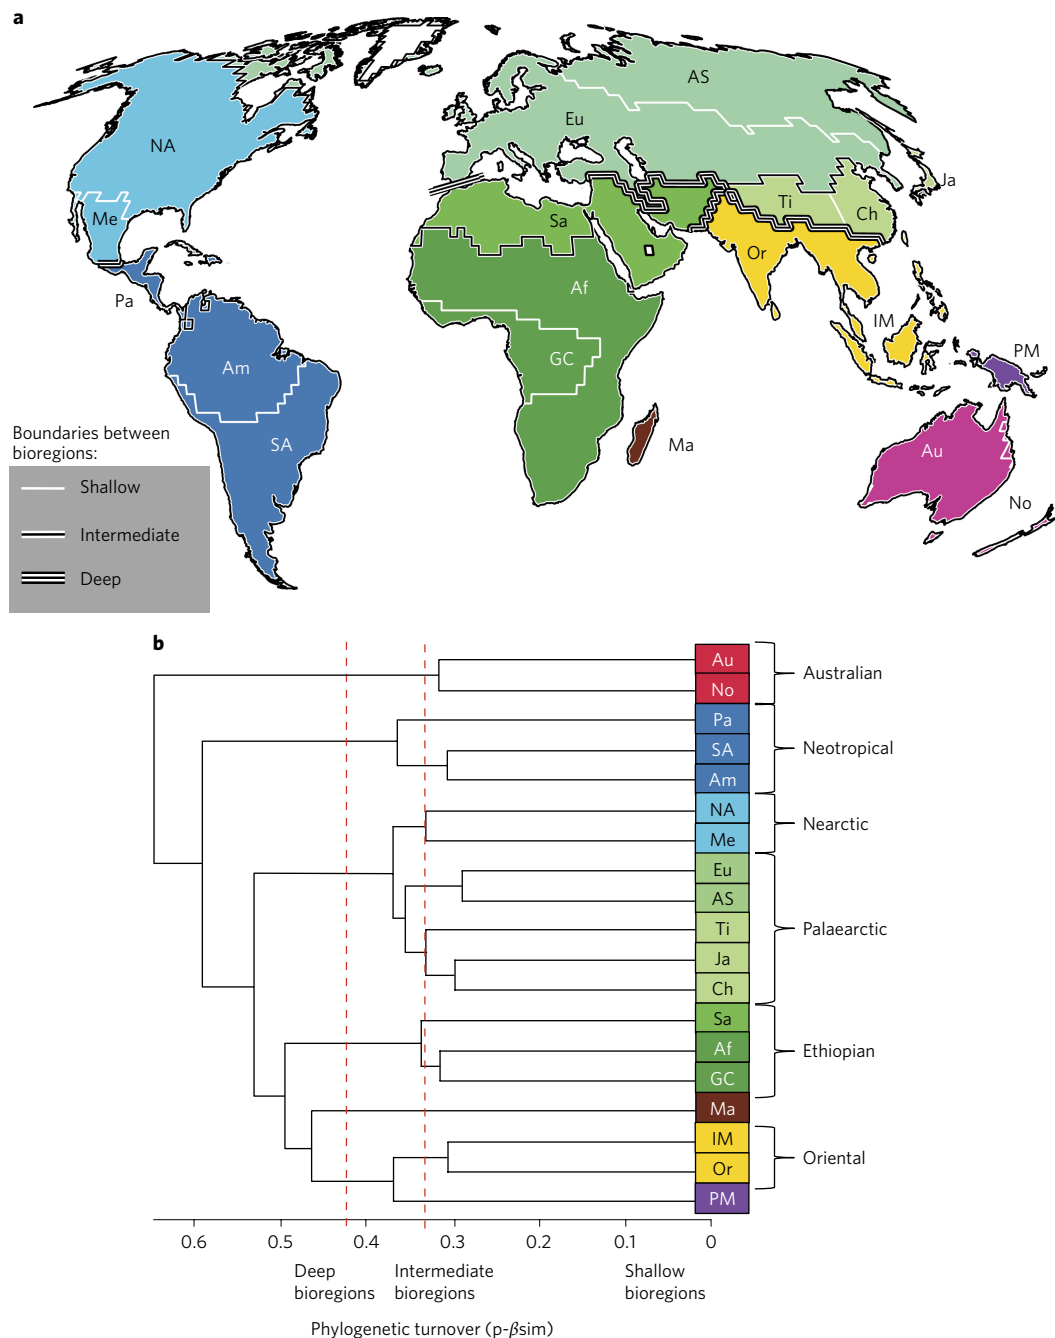 a
AS
NA
Eu
Ja
Me
Ti
Ch
Sa
Or
Pa
Af
IM
PM
Am
GC
SA
Ma
Au
No
Boundaries between
bioregions:
Shallow
Intermediate
Deep
b
Au
No
Australian
Pa
SA
Am
Neotropical
NA
Me
Nearctic
Eu
AS
Ti
Ja
Ch
Palaearctic
Sa
Af
GC
Ethiopian
Ma
IM
Or
Oriental
PM
0.6 0.5 0.4 0.3 0.2 0.1 0
Deep
bioregions
Intermediate
bioregions
Shallow
bioregions
Phylogenetic turnover (p-βsim)